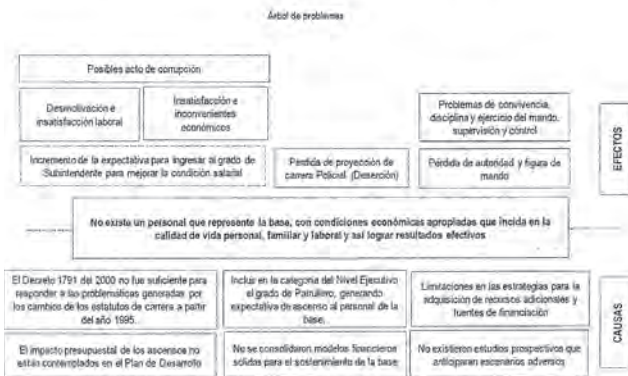 Árbol de problemas
Posibles acto de corrupción
Desmotivación e
insatisfacción laboral
Insatisfacción e
inconvenientes
económicos
Problemas de convivencia,
disciplina y ejercicio del mando,
supervisión y control
EFECTOS
Incremento de la expectativa para ingresar al grado de
Subintendente para mejorar la condición salarial
Pérdida de proyección de
carrera Policial. (Deserción)
Pérdida de autoridad y figura de
mando
No existe un personal que represente la base, con condiciones económicas apropiadas que incida en la
calidad de vida personal, familiar y laboral y así lograr resultados efectivos
El Decreto 1791 del 2000 no fue suficiente para
responder a las problemáticas generadas por
los cambios de los estatutos de carrera a partir
del año 1995.
Incluir en la categoría del Nivel Ejecutivo
el grado de Patrullero, generando
expectativa de ascenso al personal de la
base.
Limitaciones en las estrategias para la
adquisición de recursos adicionales y
fuentes de financiación
CAUSAS
El impacto presupuestal de los ascensos no
están contemplados en el Plan de Desarrollo
No se consolidaron modelos financieros
sólidos para el sostenimiento de la base
No existieron estudios prospectivos que
anticiparan escenarios adversos